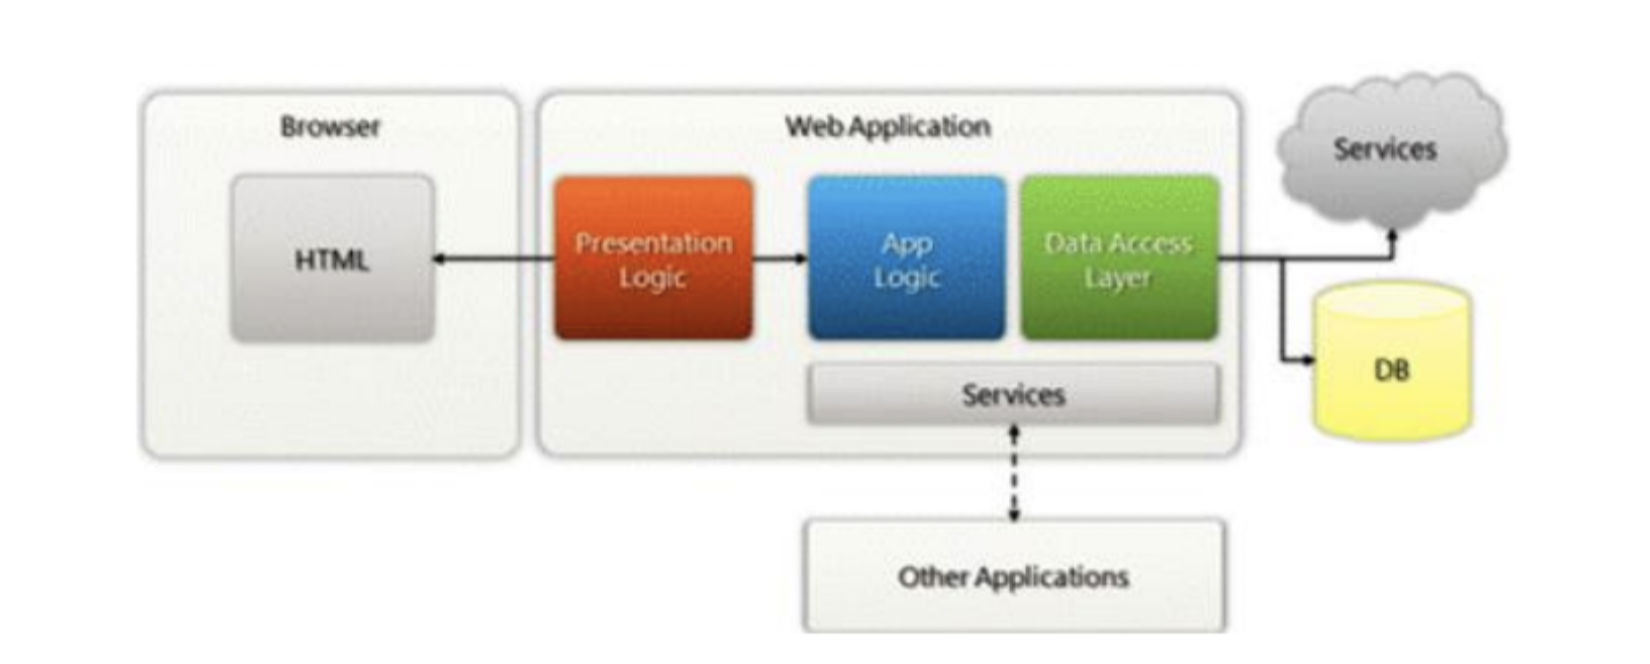 Browser
HTML
Web Application
Presentation
Logic
App
Logic
Data Access
Layer
Services
Other Applications
Services
DB